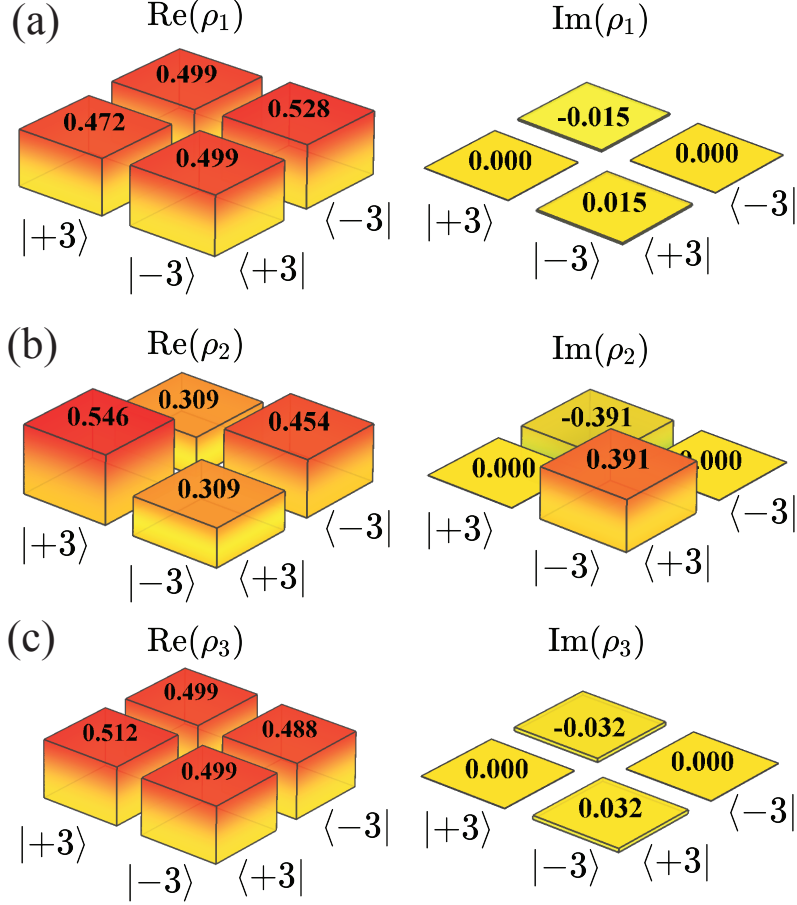 (a) Re(ρ₁) Im(ρ₁)
0.499 -0.015
0.472 0.528 0.000 0.000
0.499 0.015
|+3⟩ |−3⟩ ⟨+3| ⟨−3| |+3⟩ |−3⟩ ⟨+3| ⟨−3|
(b) Re(ρ₂) Im(ρ₂)
0.309 -0.391
0.546 0.454 0.000 0.391 0.000
0.309
|+3⟩ |−3⟩ ⟨+3| ⟨−3| |+3⟩ |−3⟩ ⟨+3| ⟨−3|
(c) Re(ρ₃) Im(ρ₃)
0.499 -0.032
0.512 0.488 0.000 0.000
0.499 0.032
|+3⟩ |−3⟩ ⟨+3| ⟨−3| |+3⟩ |−3⟩ ⟨+3| ⟨−3|